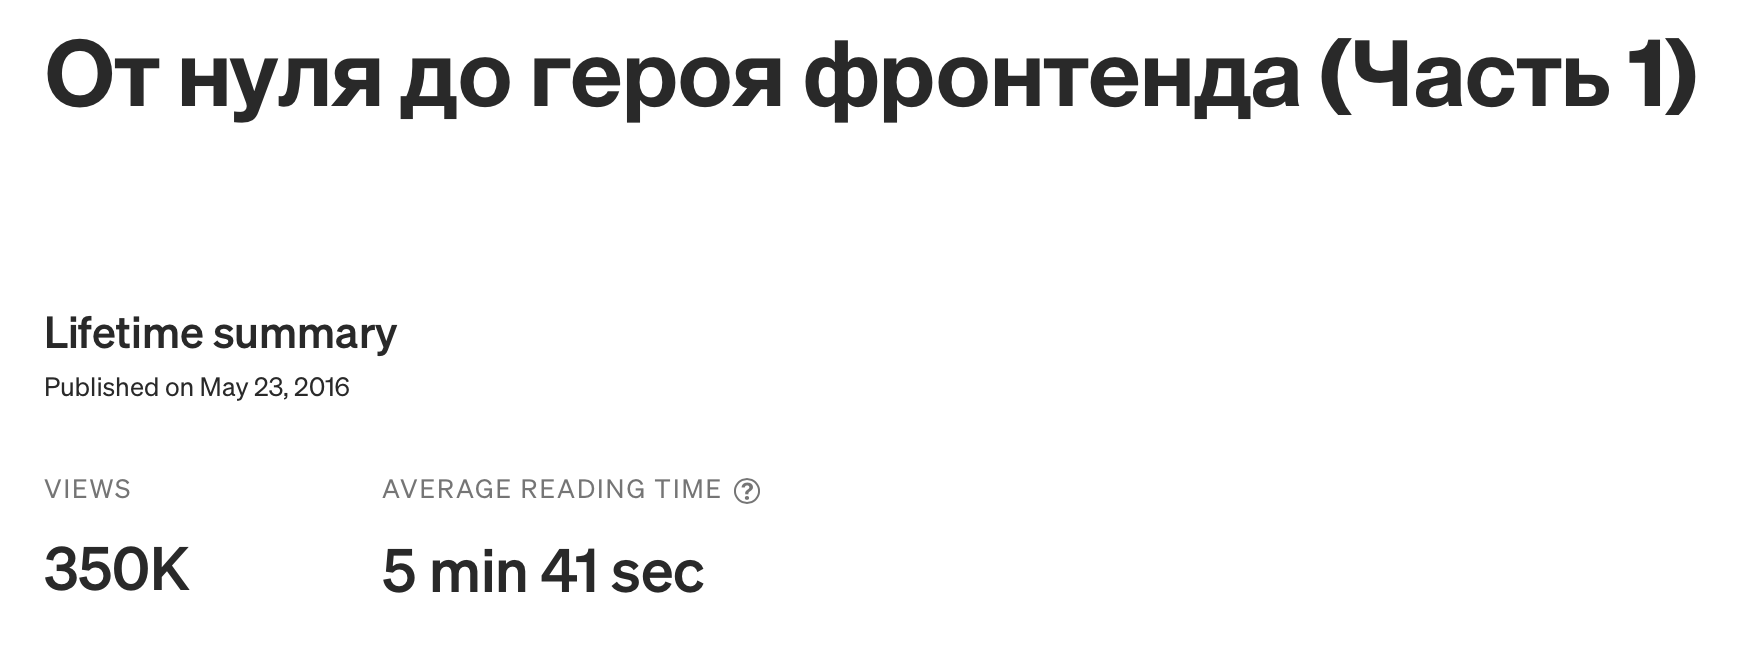 От нуля до героя фронтенда (Часть 1)
Lifetime summary
Published on May 23, 2016
VIEWS
AVERAGE READING TIME ?
350K
5 min 41 sec